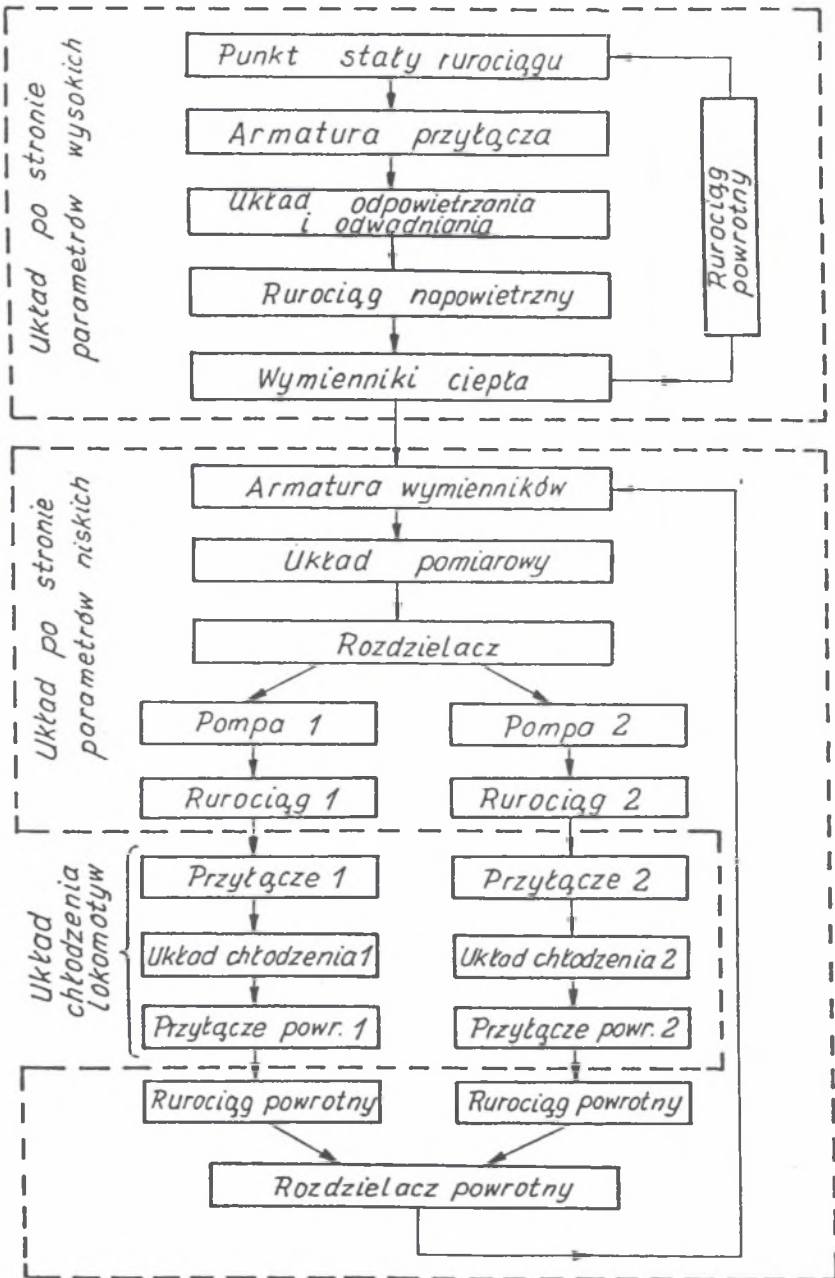 Układ po stronie
parametrów wysokich
Punkt stały rurociągu
Armatura przyłącza
Układ odpowietrzania
i odwadniania
Rurociąg napowietrzny
Wymienniki ciepła
Rurociąg
powrotny
Układ po stronie
parametrów niskich
Armatura wymienników
Układ pomiarowy
Rozdzielacz
Pompa 1
Pompa 2
Rurociąg 1
Rurociąg 2
Układ
chłodzenia
lokomotyw
Przyłącze 1
Przyłącze 2
Układ chłodzenia 1
Układ chłodzenia 2
Przyłącze powr. 1
Przyłącze powr. 2
Rurociąg powrotny
Rurociąg powrotny
Rozdzielacz powrotny